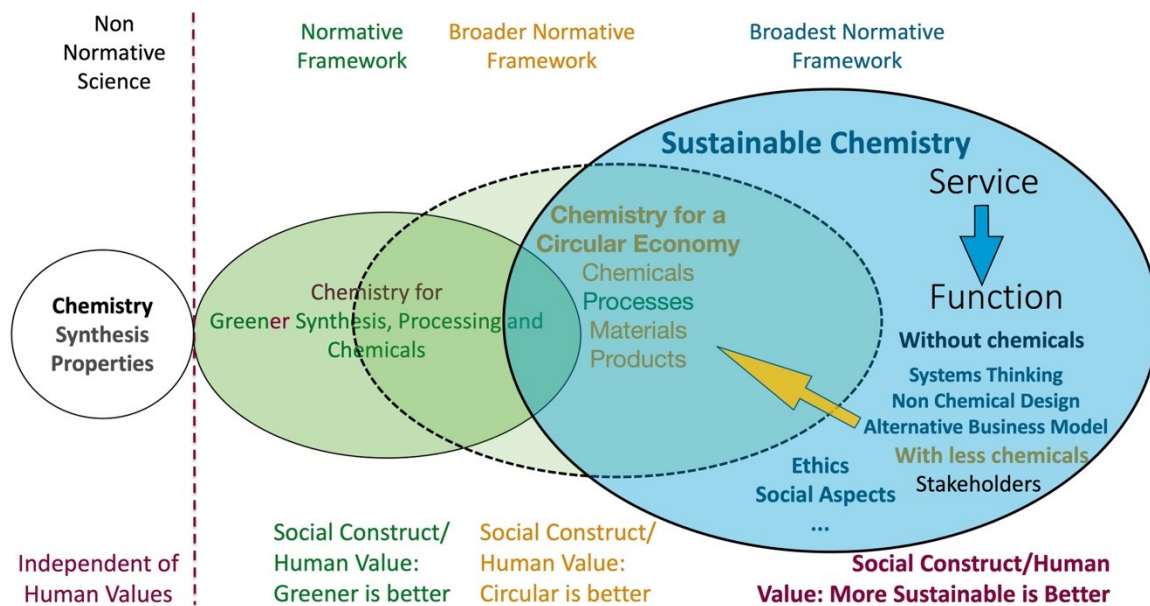 Non
Normative
Science
Normative
Framework
Broader Normative
Framework
Broadest Normative
Framework
Sustainable Chemistry
Service
Function
Without chemicals
Systems Thinking
Non Chemical Design
Alternative Business Model
With less chemicals
Stakeholders
Ethics
Social Aspects
...
Chemistry for a
Circular Economy
Chemicals
Processes
Materials
Products
Chemistry for
Greener Synthesis, Processing and
Chemicals
Chemistry
Synthesis
Properties
Independent of
Human Values
Social Construct/
Human Value:
Greener is better
Social Construct/
Human Value:
Circular is better
Social Construct/Human
Value: More Sustainable is Better